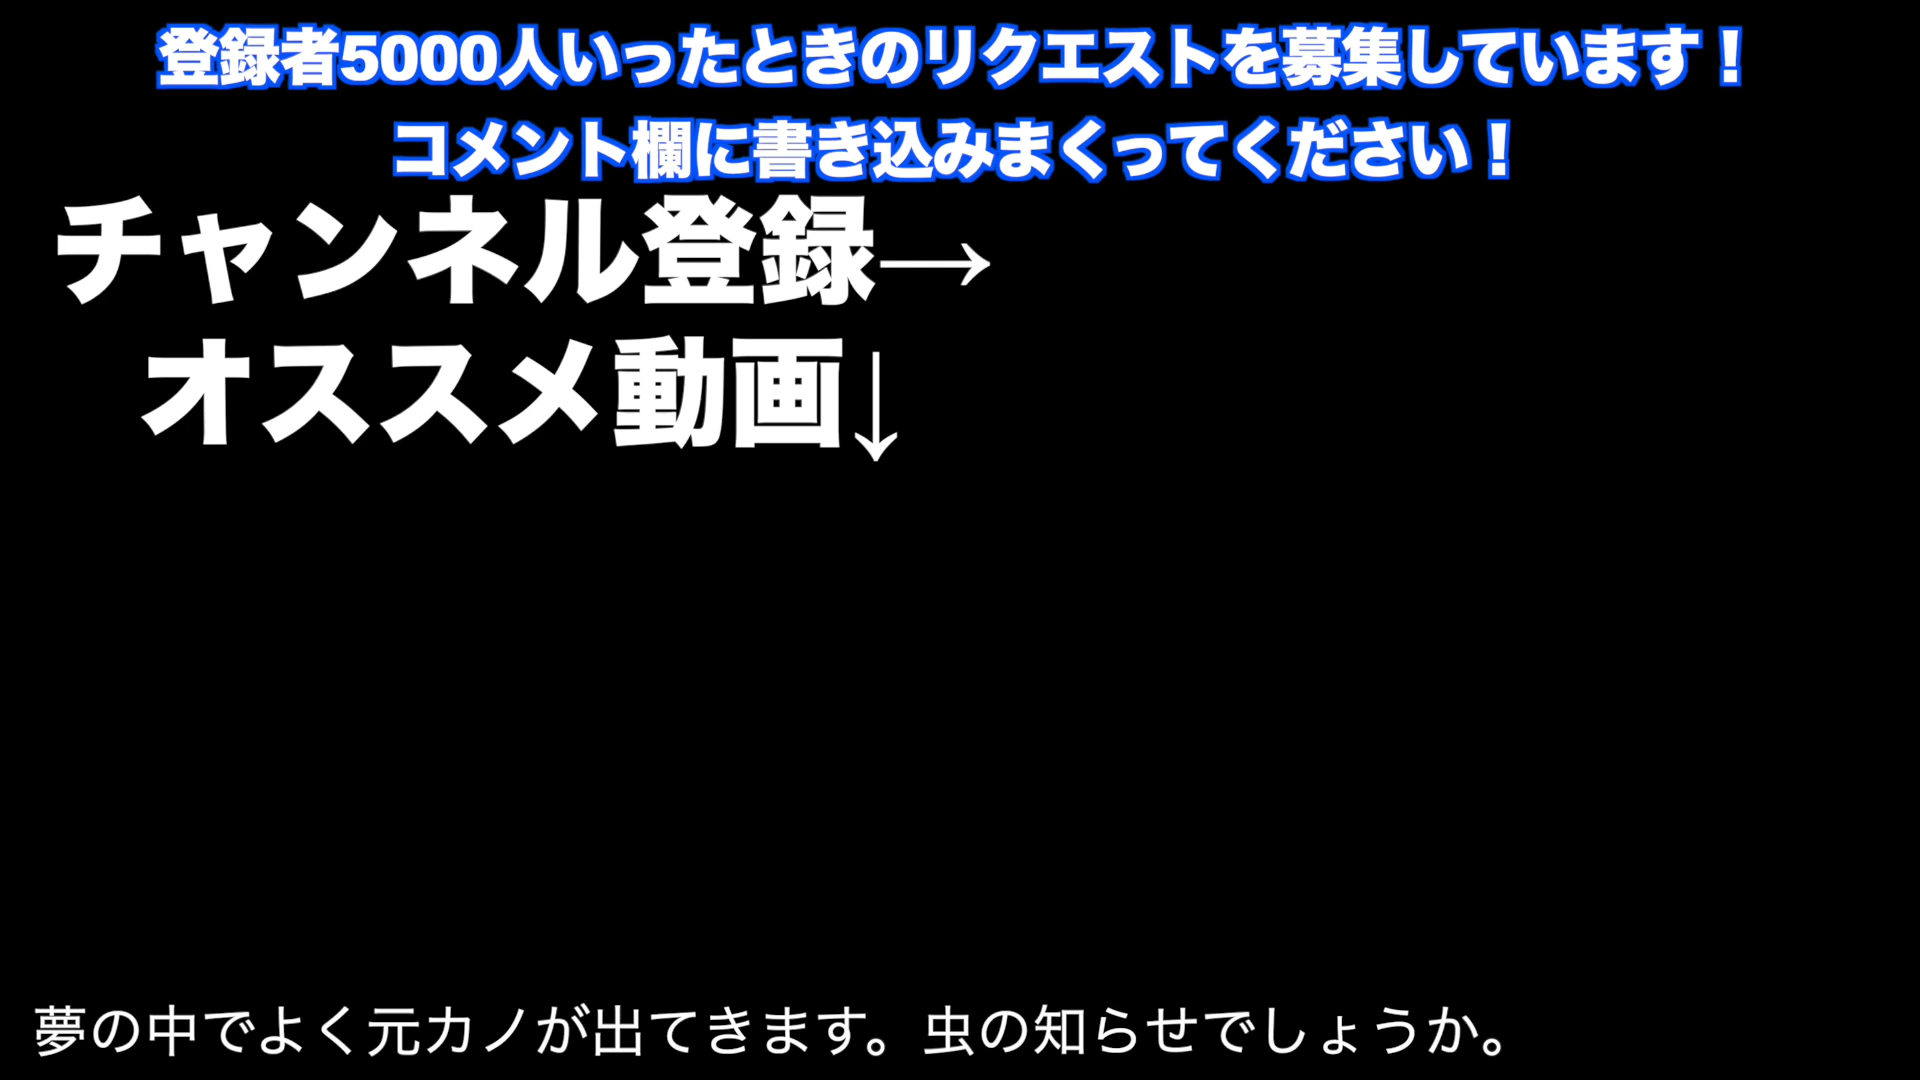 登録者5000人いったときのリクエストを募集しています！
コメント欄に書き込みまくってください！
チャンネル登録→
オススメ動画↓
夢の中でよく元カノが出てきます。虫の知らせでしょうか。